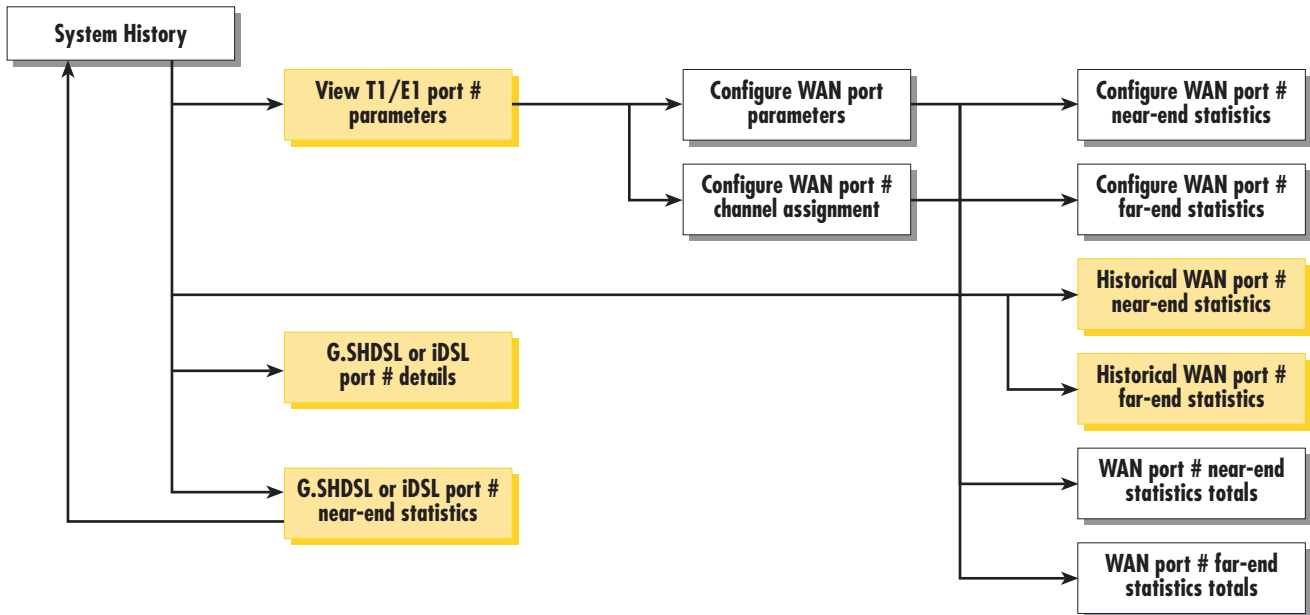 System History
View T1/E1 port #
parameters
Configure WAN port
parameters
Configure WAN port #
near-end statistics
Configure WAN port #
channel assignment
Configure WAN port #
far-end statistics
Historical WAN port #
near-end statistics
G.SHDSL or iDSL
port # details
Historical WAN port #
far-end statistics
G.SHDSL or iDSL port #
near-end statistics
WAN port # near-end
statistics totals
WAN port # far-end
statistics totals